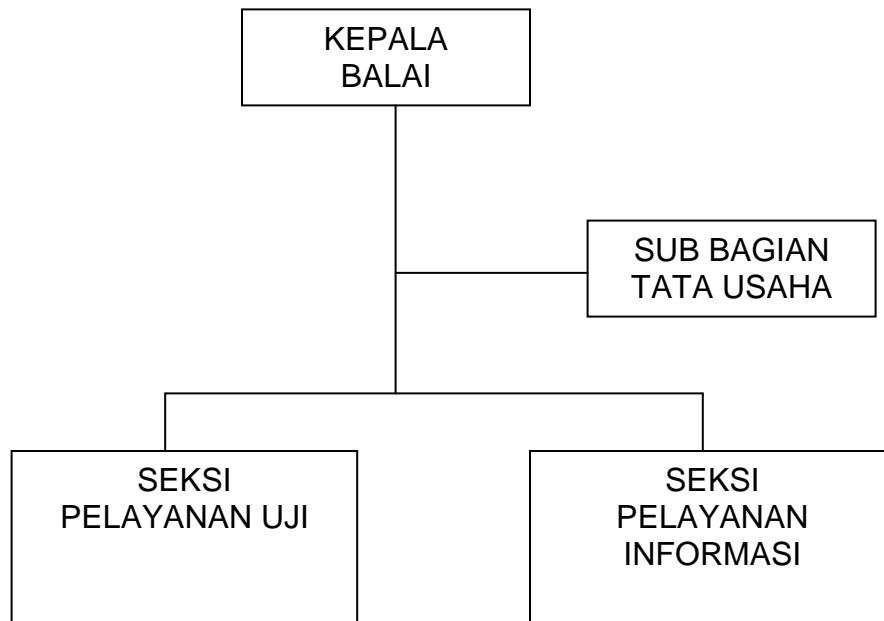 KEPALA
BALAI
SUB BAGIAN
TATA USAHA
SEKSI
PELAYANAN UJI
SEKSI
PELAYANAN
INFORMASI